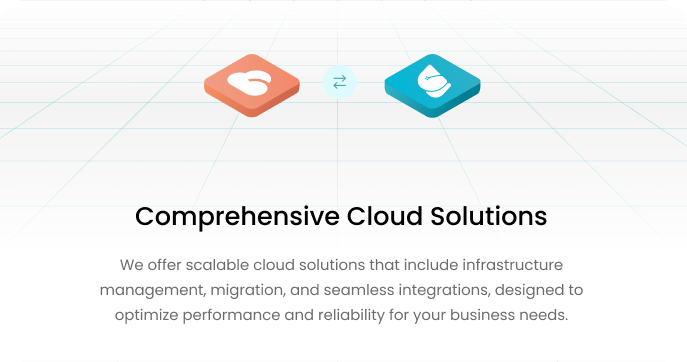 Comprehensive Cloud Solutions
We offer scalable cloud solutions that include infrastructure
management, migration, and seamless integrations, designed to
optimize performance and reliability for your business needs.